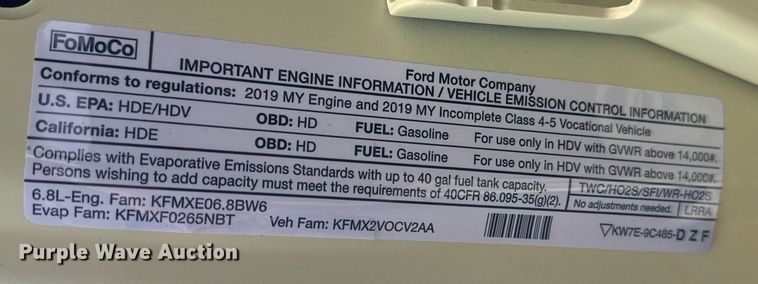 FoMoCo
Ford Motor Company
IMPORTANT ENGINE INFORMATION / VEHICLE EMISSION CONTROL INFORMATION
Conforms to regulations: 2019 MY Engine and 2019 MY Incomplete Class 4-5 Vocational Vehicle
U.S. EPA: HDE/HDV OBD: HD FUEL: Gasoline For use only in HDV with GVWR above 14,000#.
California: HDE OBD: HD FUEL: Gasoline For use only in HDV with GVWR above 14,000#.
*Complies with Evaporative Emissions Standards with up to 40 gal fuel tank capacity. TWC/HO2S/SFI/WR-HO2S
Persons wishing to add capacity must meet the requirements of 40CFR 86.095-35(g)(2). No adjustments needed. LRRA
6.8L-Eng. Fam: KFMXE06.8BW6
Evap Fam: KFMXF0265NBT Veh Fam: KFMX2VOCV2AA KW7E-9C485-D Z F
Purple Wave Auction